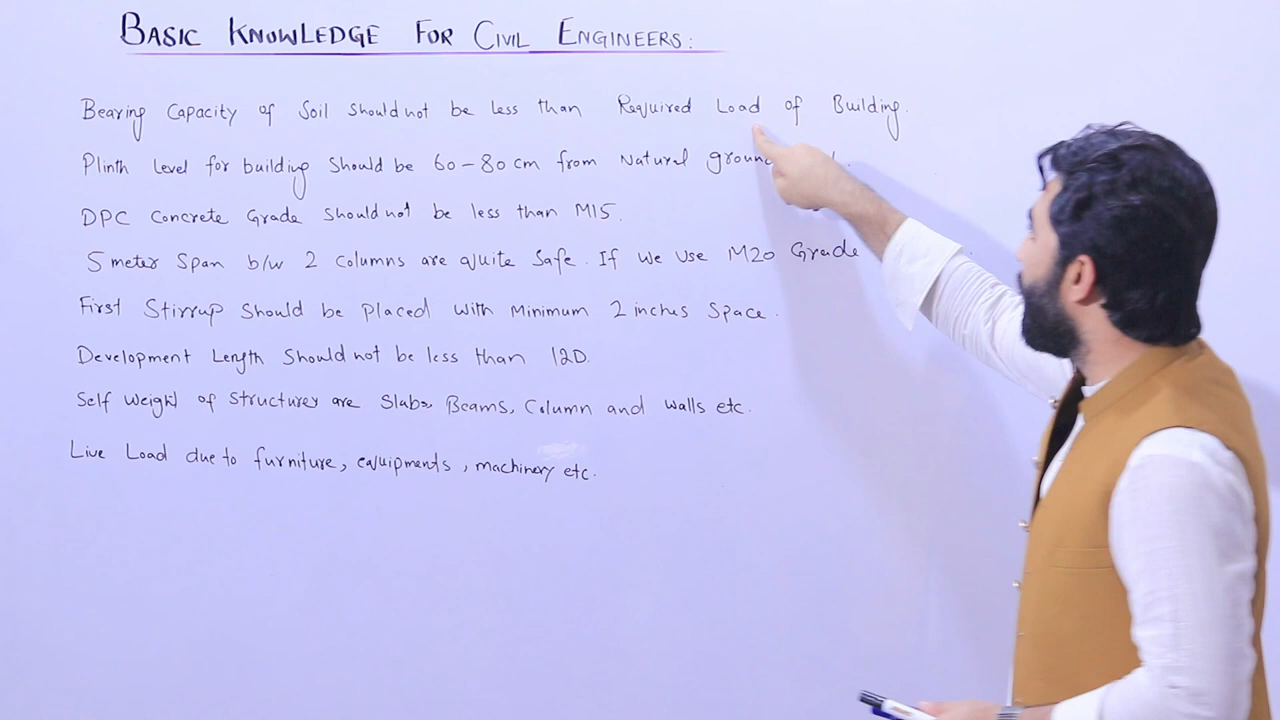 BASIC KNOWLEDGE FOR CIVIL ENGINEERS:
Bearing Capacity of Soil should not be less than Required Load of Building.
Plinth Level for building should be 60-80 cm from Natural
DPC Concrete Grade should not be less than M15.
5 meter Span b/w 2 columns are quite safe. If we use M20 Grade
First Stirrup should be placed with Minimum 2 inches Space.
Development Length should not be less than 12D.
Self Weight of Structures are Slabs, Beams, Column and walls etc.
Live Load due to furniture, equipments, machinery etc.